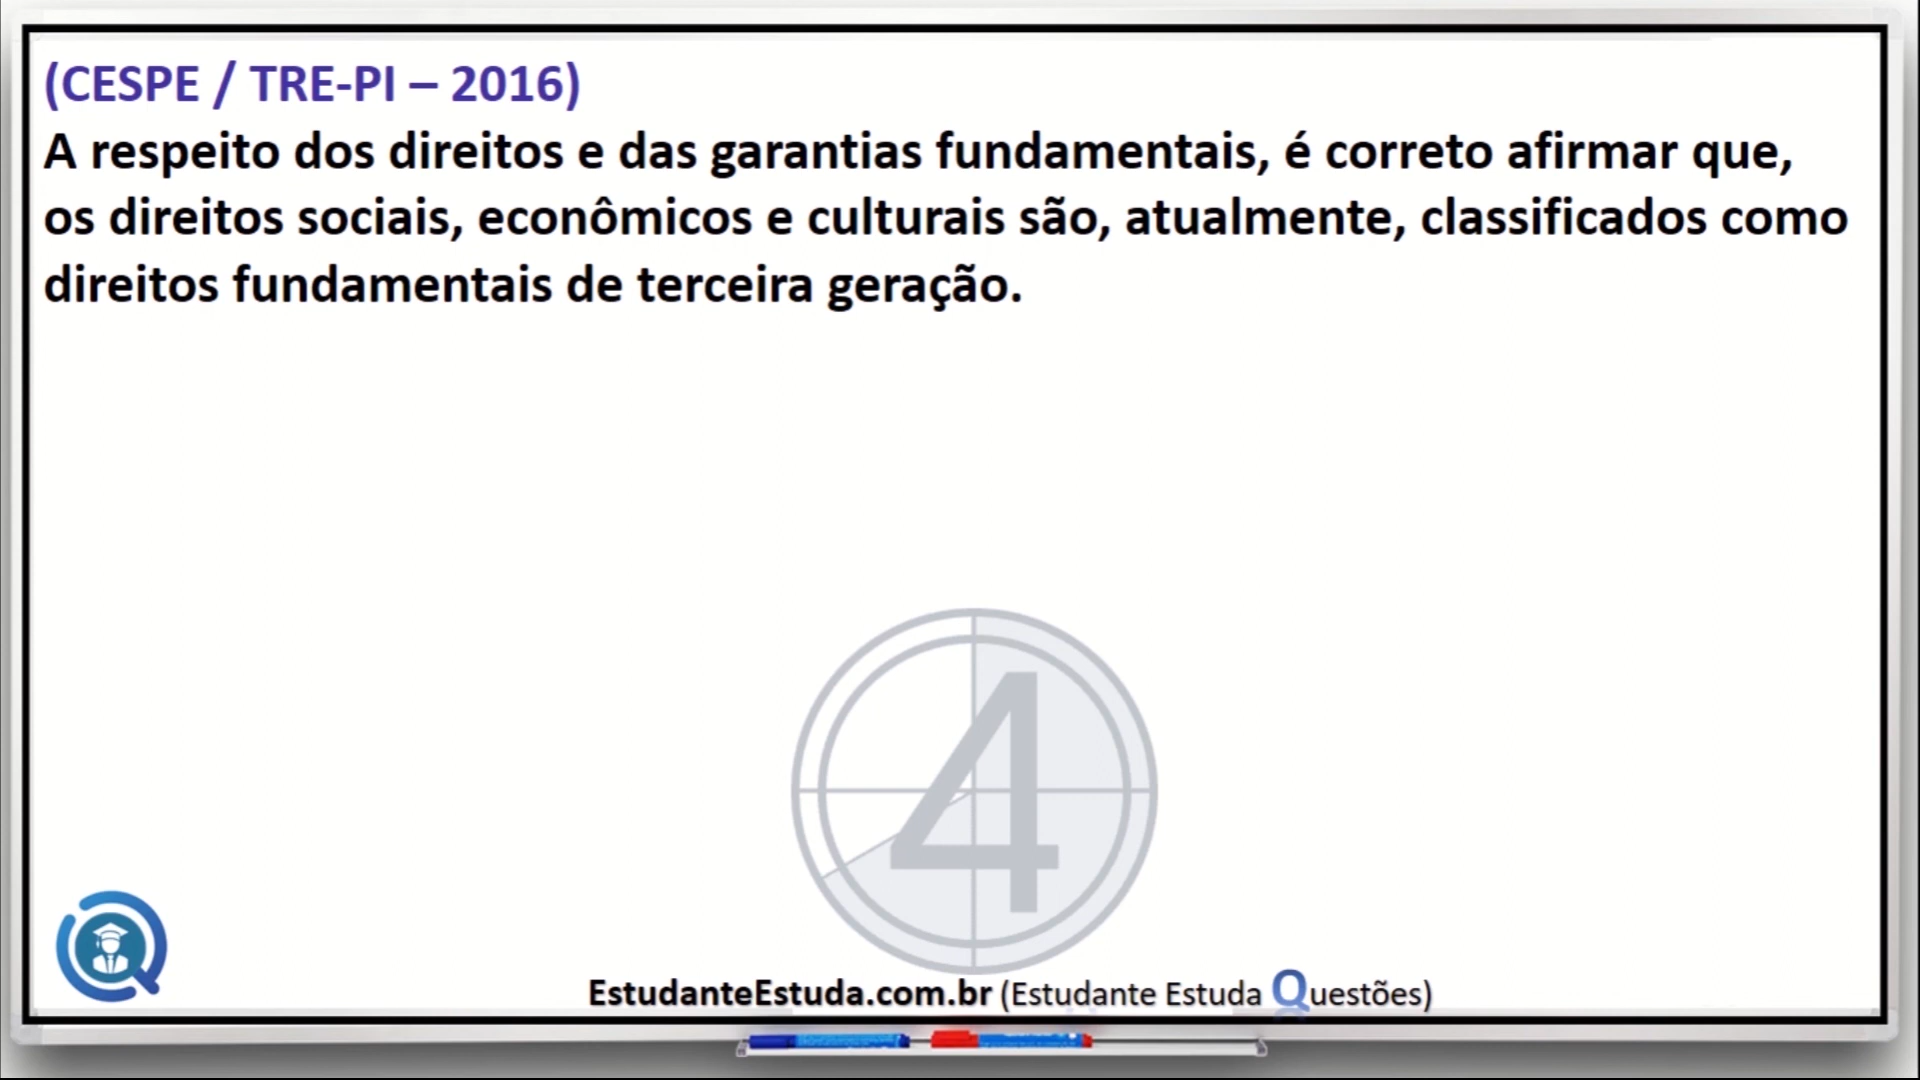 (CESPE / TRE-PI – 2016)
A respeito dos direitos e das garantias fundamentais, é correto afirmar que,
os direitos sociais, econômicos e culturais são, atualmente, classificados como
direitos fundamentais de terceira geração.
4
EstudanteEstuda.com.br (Estudante Estuda Questões)